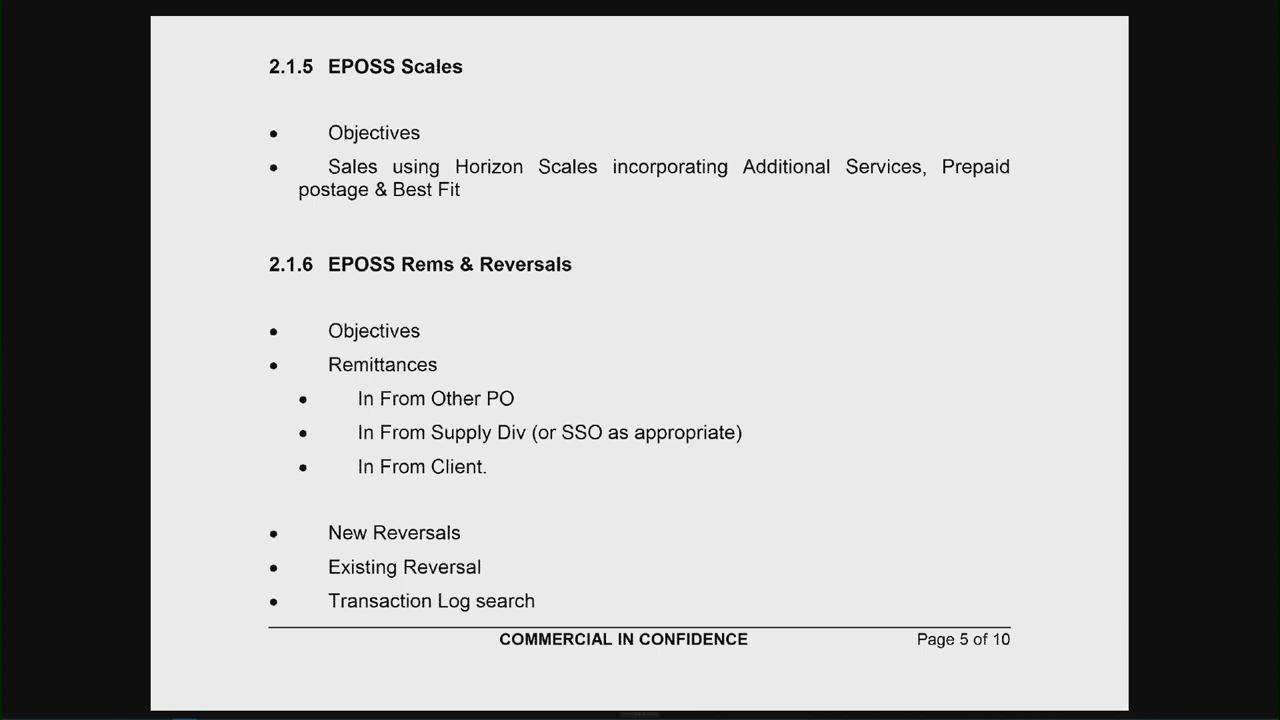 2.1.5 EPOSS Scales
• Objectives
• Sales using Horizon Scales incorporating Additional Services, Prepaid
postage & Best Fit
2.1.6 EPOSS Rems & Reversals
• Objectives
• Remittances
• In From Other PO
• In From Supply Div (or SSO as appropriate)
• In From Client.
• New Reversals
• Existing Reversal
• Transaction Log search
COMMERCIAL IN CONFIDENCE Page 5 of 10